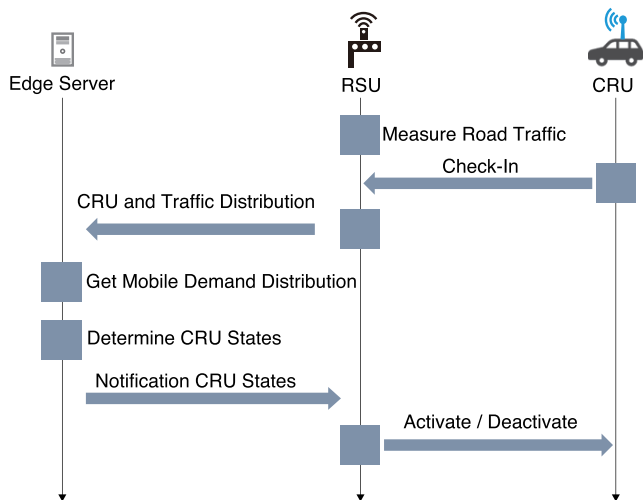 Edge Server
RSU
CRU
Measure Road Traffic
Check-In
CRU and Traffic Distribution
Get Mobile Demand Distribution
Determine CRU States
Notification CRU States
Activate / Deactivate